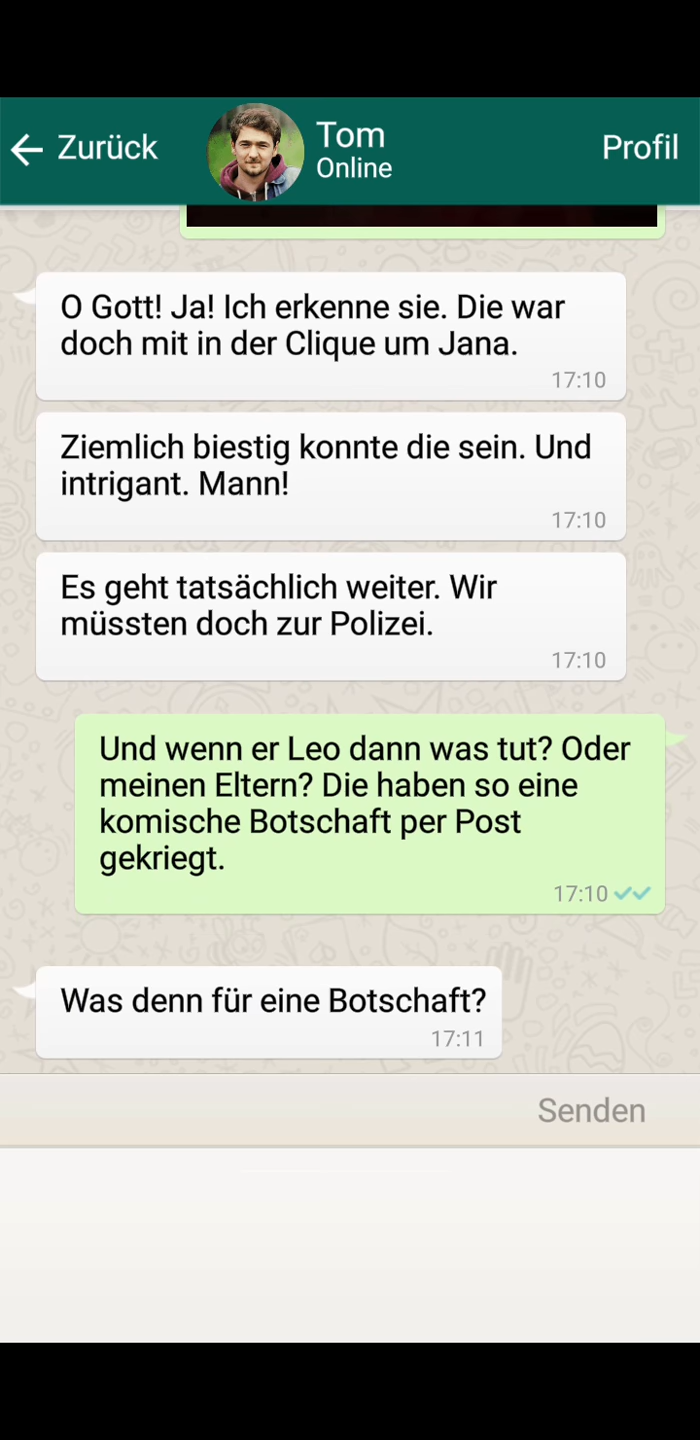 Zurück
Tom
Online
Profil
O Gott! Ja! Ich erkenne sie. Die war
doch mit in der Clique um Jana.
17:10
Ziemlich biestig konnte die sein. Und
intrigant. Mann!
17:10
Es geht tatsächlich weiter. Wir
müssten doch zur Polizei.
17:10
Und wenn er Leo dann was tut? Oder
meinen Eltern? Die haben so eine
komische Botschaft per Post
gekriegt.
17:10
Was denn für eine Botschaft?
17:11
Senden